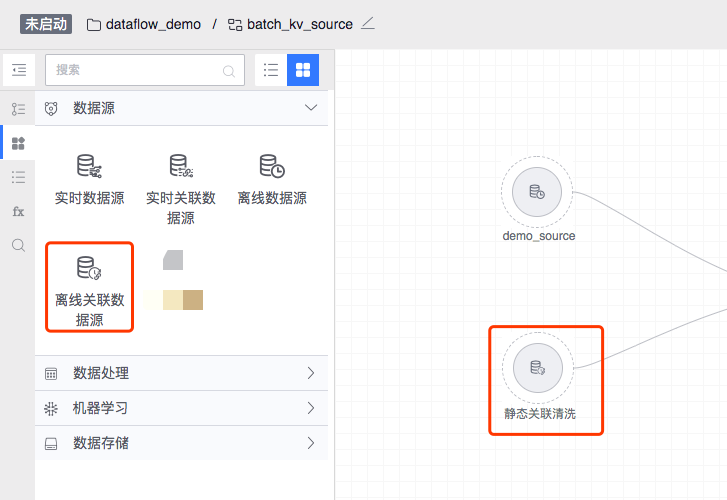 未启动 dataflow_demo / batch_kv_source
搜索
数据源
实时数据源
实时关联数
据源
离线数据源
离线关联数
据源
fx
数据处理
机器学习
数据存储
demo_source
静态关联清洗